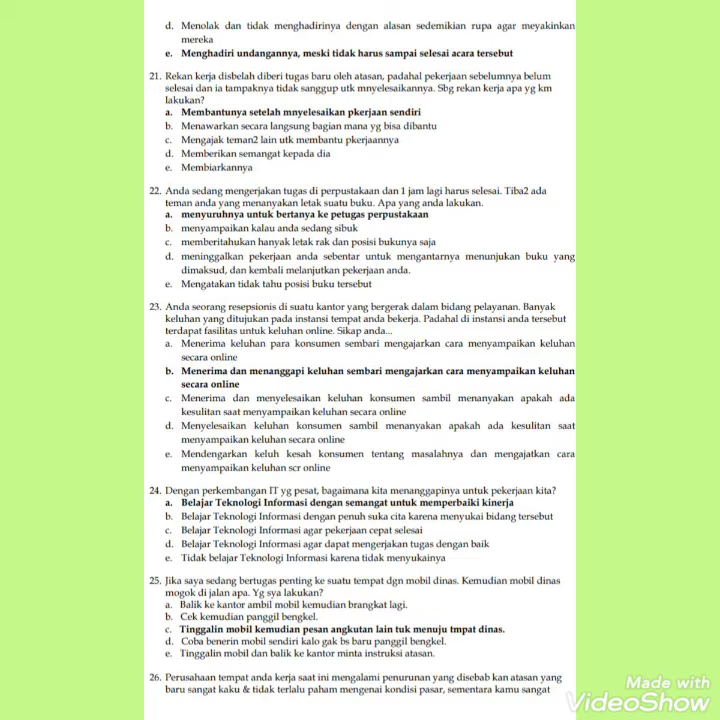 d. Menolak dan tidak menghadirinya dengan alasan sedemikian rupa agar meyakinkan
mereka
e. Menghadiri undangannya, meski tidak harus sampai selesai acara tersebut
21. Rekan kerja disbelah diberi tugas baru oleh atasan, padahal pekerjaan sebelumnya belum
selesai dan ia tampaknya tidak sanggup utk mnyelesaikannya. Sbg rekan kerja apa yg km
lakukan?
a. Membantunya setelah mnyelesaikan pkerjaan sendiri
b. Menawarkan secara langsung bagian mana yg bisa dibantu
c. Mengajak teman2 lain utk membantu pkerjaannya
d. Memberikan semangat kepada dia
e. Membiarkannya
22. Anda sedang mengerjakan tugas di perpustakaan dan 1 jam lagi harus selesai. Tiba2 ada
teman anda yang menanyakan letak suatu buku. Apa yang anda lakukan.
a. menyuruhnya untuk bertanya ke petugas perpustakaan
b. menyampaikan kalau anda sedang sibuk
c. memberitahukan hanyak letak rak dan posisi bukunya saja
d. meninggalkan pekerjaan anda sebentar untuk mengantarnya menunjukan buku yang
dimaksud, dan kembali melanjutkan pekerjaan anda.
e. Mengatakan tidak tahu posisi buku tersebut
23. Anda seorang resepsionis di suatu kantor yang bergerak dalam bidang pelayanan. Banyak
keluhan yang ditujukan pada instansi tempat anda bekerja. Padahal di instansi anda tersebut
terdapat fasilitas untuk keluhan online. Sikap anda...
a. Menerima keluhan para konsumen sembari mengajarkan cara menyampaikan keluhan
secara online
b. Menerima dan menanggapi keluhan sembari mengajarkan cara menyampaikan keluhan
secara online
c. Menerima dan menyelesaikan keluhan konsumen sambil menanyakan apakah ada
kesulitan saat menyampaikan keluhan secara online
d. Menyelesaikan keluhan konsumen sambil menanyakan apakah ada kesulitan saat
menyampaikan keluhan secara online
e. Mendengarkan keluh kesah konsumen tentang masalahnya dan mengajatkan cara
menyampaikan keluhan scr online
24. Dengan perkembangan IT yg pesat, bagaimana kita menanggapinya untuk pekerjaan kita?
a. Belajar Teknologi Informasi dengan semangat untuk memperbaiki kinerja
b. Belajar Teknologi Informasi dengan penuh suka cita karena menyukai bidang tersebut
c. Belajar Teknologi Informasi agar pekerjaan cepat selesai
d. Belajar Teknologi Informasi agar dapat mengerjakan tugas dengan baik
e. Tidak belajar Teknologi Informasi karena tidak menyukainya
25. Jika saya sedang bertugas penting ke suatu tempat dgn mobil dinas. Kemudian mobil dinas
mogok di jalan apa. Yg sya lakukan?
a. Balik ke kantor ambil mobil kemudian brangkat lagi.
b. Cek kemudian panggil bengkel.
c. Tinggalin mobil kemudian pesan angkutan lain tuk menuju tmpat dinas.
d. Coba benerin mobil sendiri kalo gak bs baru panggil bengkel.
e. Tinggalin mobil dan balik ke kantor minta instruksi atasan.
26. Perusahaan tempat anda kerja saat ini mengalami penurunan yang disebab kan atasan yang
baru sangat kaku & tidak terlalu paham mengenai kondisi pasar, sementara kamu sangat
Made with
VideoShow